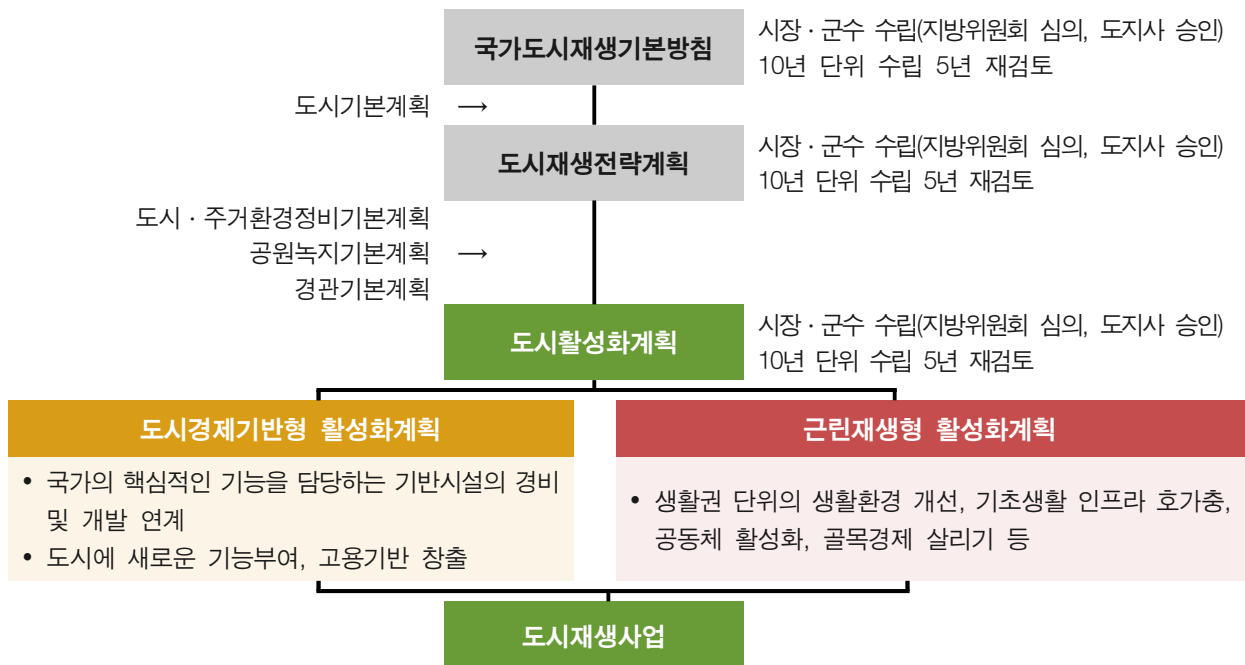 국가도시재생기본방침
시장 · 군수 수립(지방위원회 심의, 도지사 승인)
10년 단위 수립 5년 재검토
도시기본계획 →
도시재생전략계획
시장 · 군수 수립(지방위원회 심의, 도지사 승인)
10년 단위 수립 5년 재검토
도시 · 주거환경정비기본계획
공원녹지기본계획 →
경관기본계획
도시활성화계획
시장 · 군수 수립(지방위원회 심의, 도지사 승인)
10년 단위 수립 5년 재검토
도시경제기반형 활성화계획
• 국가의 핵심적인 기능을 담당하는 기반시설의 경비
및 개발 연계
• 도시에 새로운 기능부여, 고용기반 창출
근린재생형 활성화계획
• 생활권 단위의 생활환경 개선, 기초생활 인프라 호가충,
공동체 활성화, 골목경제 살리기 등
도시재생사업